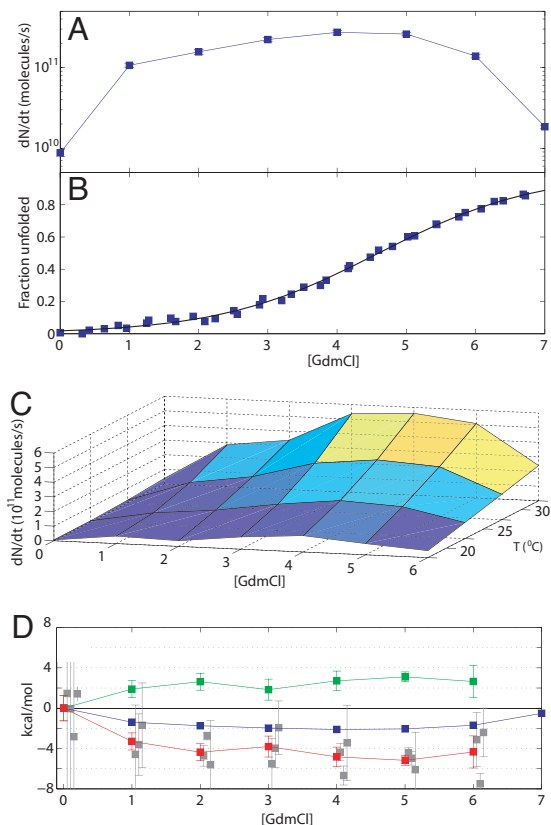 A
dN/dt (molecules/s)
10^11
10^10
B
Fraction unfolded
0.8
0.6
0.4
0.2
0
0 1 2 3 4 5 6 7
[GdmCl]
C
dN/dt (10^11 molecules/s)
6
5
4
3
2
1
0
0 1 2 3 4 5 6
[GdmCl]
20 25 30
T (⁰C)
D
kcal/mol
8
4
0
−4
−8
0 1 2 3 4 5 6 7
[GdmCl]